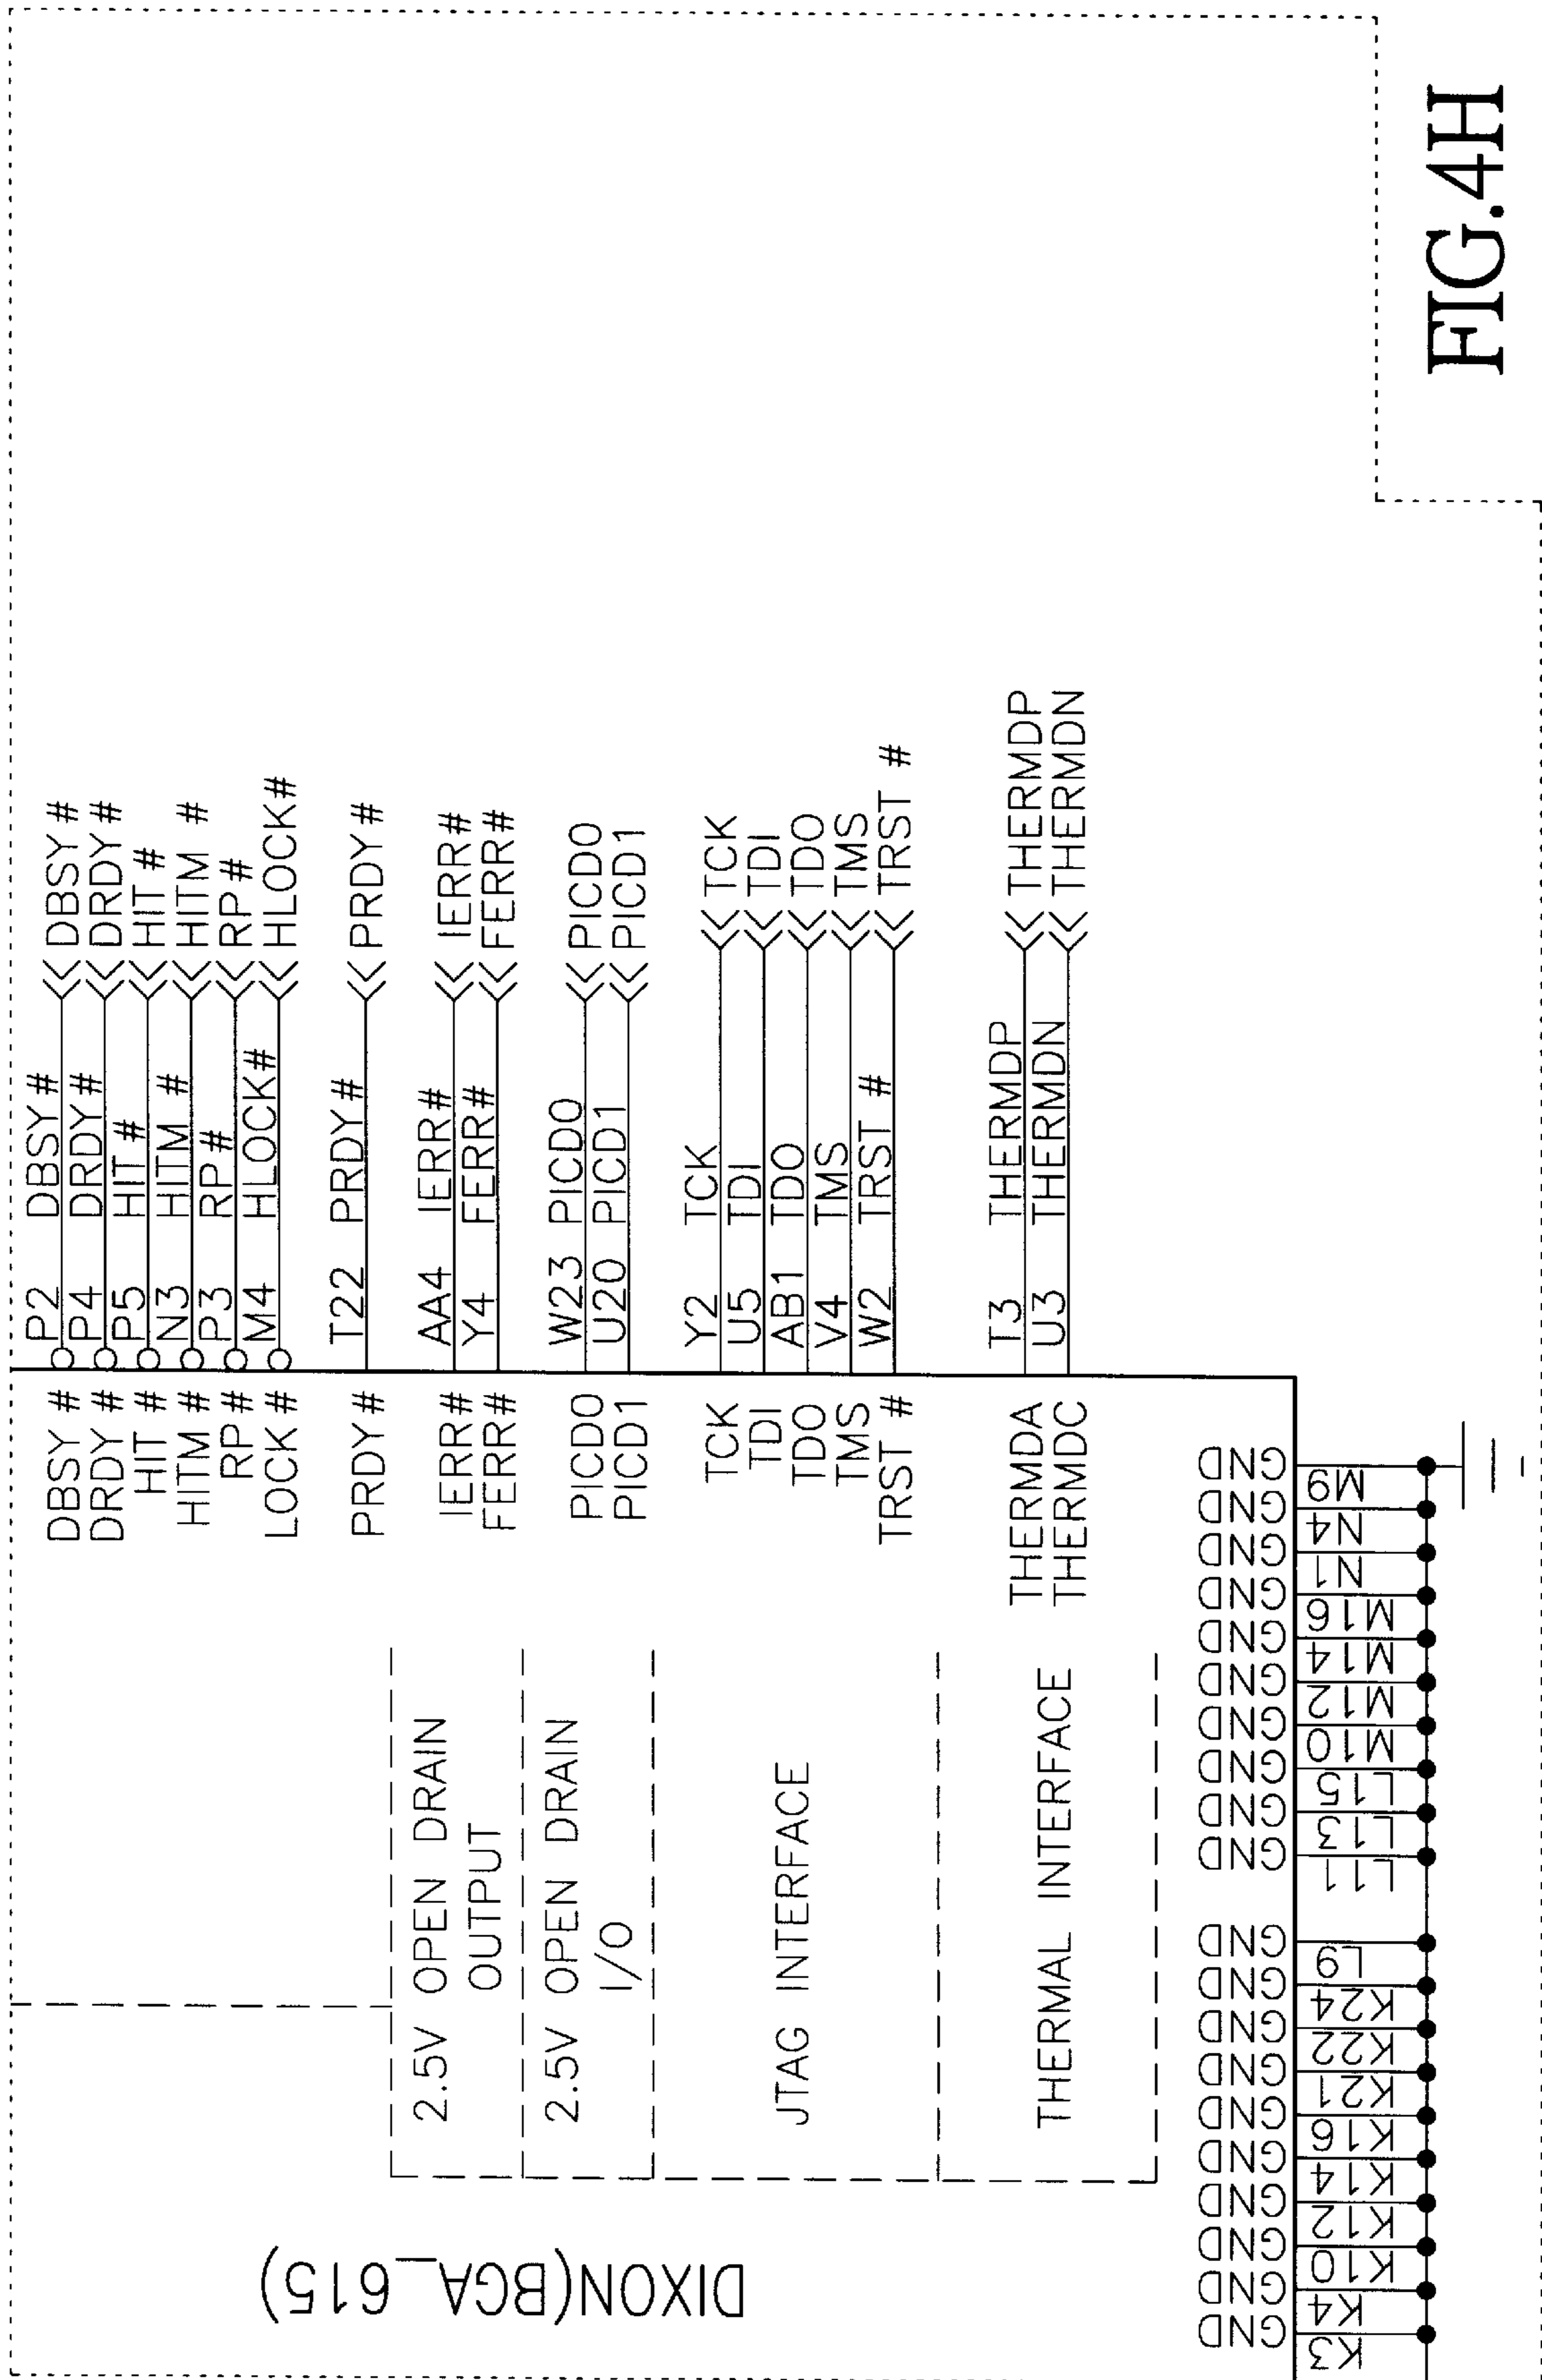 DBSY # P2 DBSY# DBSY#
DRDY # P4 DRDY# DRDY#
HIT # P5 HIT # HIT #
HITM # N3 HITM # HITM #
RP# P3 RP# RP#
LOCK # M4 HLOCK# HLOCK#
PRDY# T22 PRDY# PRDY#
2.5V OPEN DRAIN
OUTPUT
IERR# AA4 IERR# IERR#
FERR# Y4 FERR# FERR#
2.5V OPEN DRAIN
I/O
PICD0 W23 PICD0 PICD0
PICD1 U20 PICD1 PICD1
JTAG INTERFACE
TCK Y2 TCK TCK
TDI U5 TDI TDI
TDO AB1 TDO TDO
TMS V4 TMS TMS
TRST # W2 TRST # TRST #
THERMAL INTERFACE
THERMDA T3 THERMDP THERMDP
THERMDC U3 THERMDN THERMDN
DIXON(BGA_615)
GND M9
GND N4
GND N1
GND M16
GND M14
GND M12
GND M10
GND L15
GND L13
GND L11
GND L9
GND K24
GND K22
GND K21
GND K16
GND K14
GND K12
GND K10
GND K4
GND K3
FIG.4H